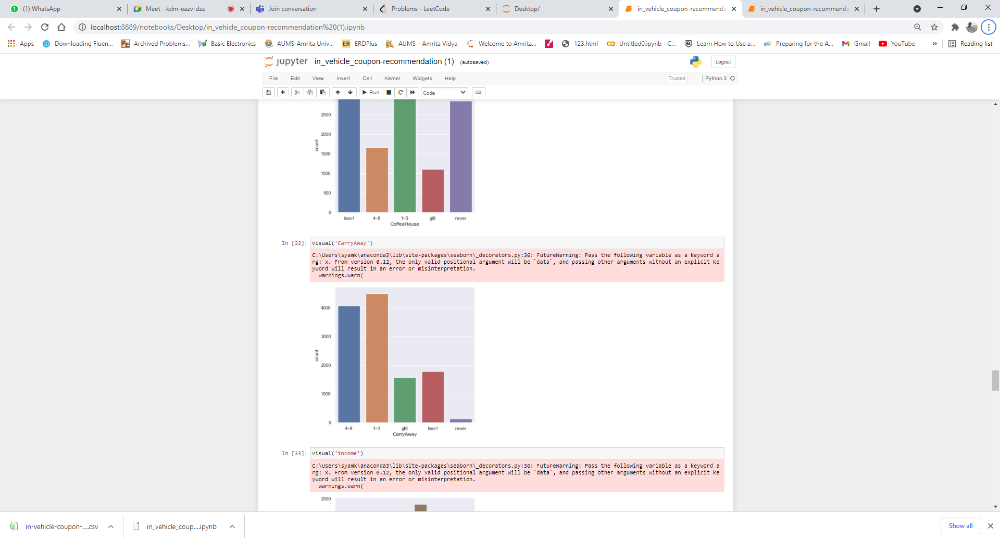 (1) WhatsApp
Meet - kdm-eazv-dzz
Join conversation
Problems - LeetCode
Desktop/
in_vehicle_coupon-recommenda
in_vehicle_coupon-recommenda
localhost:8889/notebooks/Desktop/in_vehicle_coupon-recommendation%20(1).ipynb
Apps
Downloading Fluen...
Archived Problems...
Basic Electronics
AUMS-Amrita Univ...
ER ERDPlus
AUMS – Amrita Vidya
Welcome to Amrita...
123.html
Untitled0.ipynb - C...
Learn How to Use a...
Preparing for the A...
Gmail
YouTube
»
Reading list
jupyter in_vehicle_coupon-recommendation (1) (autosaved)
Logout
File Edit View Insert Cell Kernel Widgets Help
Trusted
Python 3
Run
Code
2500
2000
1500
1000
500
0
count
less1 4~8 1~3 gt8 never
CoffeeHouse
In [32]: visual('CarryAway')
C:\Users\syamk\anaconda3\lib\site-packages\seaborn\_decorators.py:36: FutureWarning: Pass the following variable as a keyword a
rg: x. From version 0.12, the only valid positional argument will be `data`, and passing other arguments without an explicit ke
yword will result in an error or misinterpretation.
warnings.warn(
4000
3000
2000
1000
0
count
4~8 1~3 gt8 less1 never
CarryAway
In [33]: visual('income')
C:\Users\syamk\anaconda3\lib\site-packages\seaborn\_decorators.py:36: FutureWarning: Pass the following variable as a keyword a
rg: x. From version 0.12, the only valid positional argument will be `data`, and passing other arguments without an explicit ke
yword will result in an error or misinterpretation.
warnings.warn(
2000
in-vehicle-coupon-....csv
in_vehicle_coup....ipynb
Show all